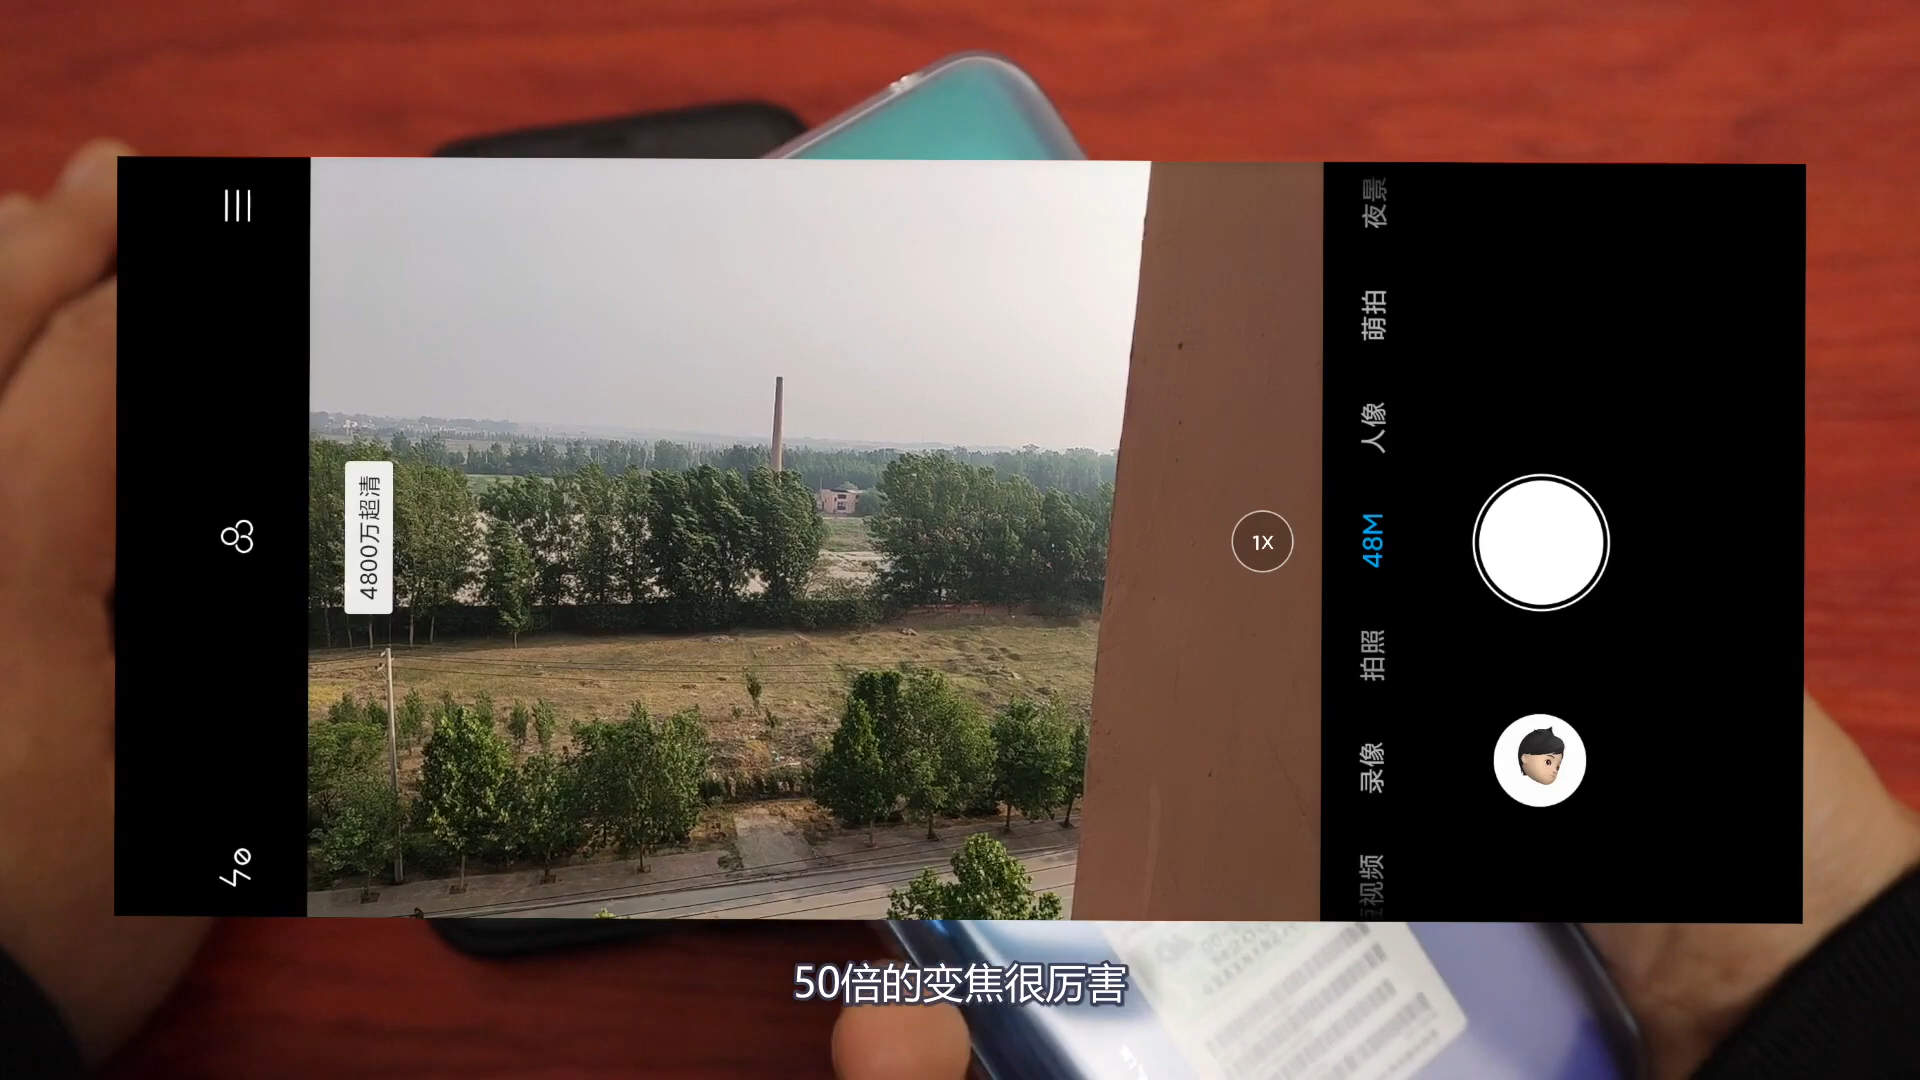 4800万超清
1X
夜景
萌拍
人像
48M
拍照
录像
短视频
50倍的变焦很厉害